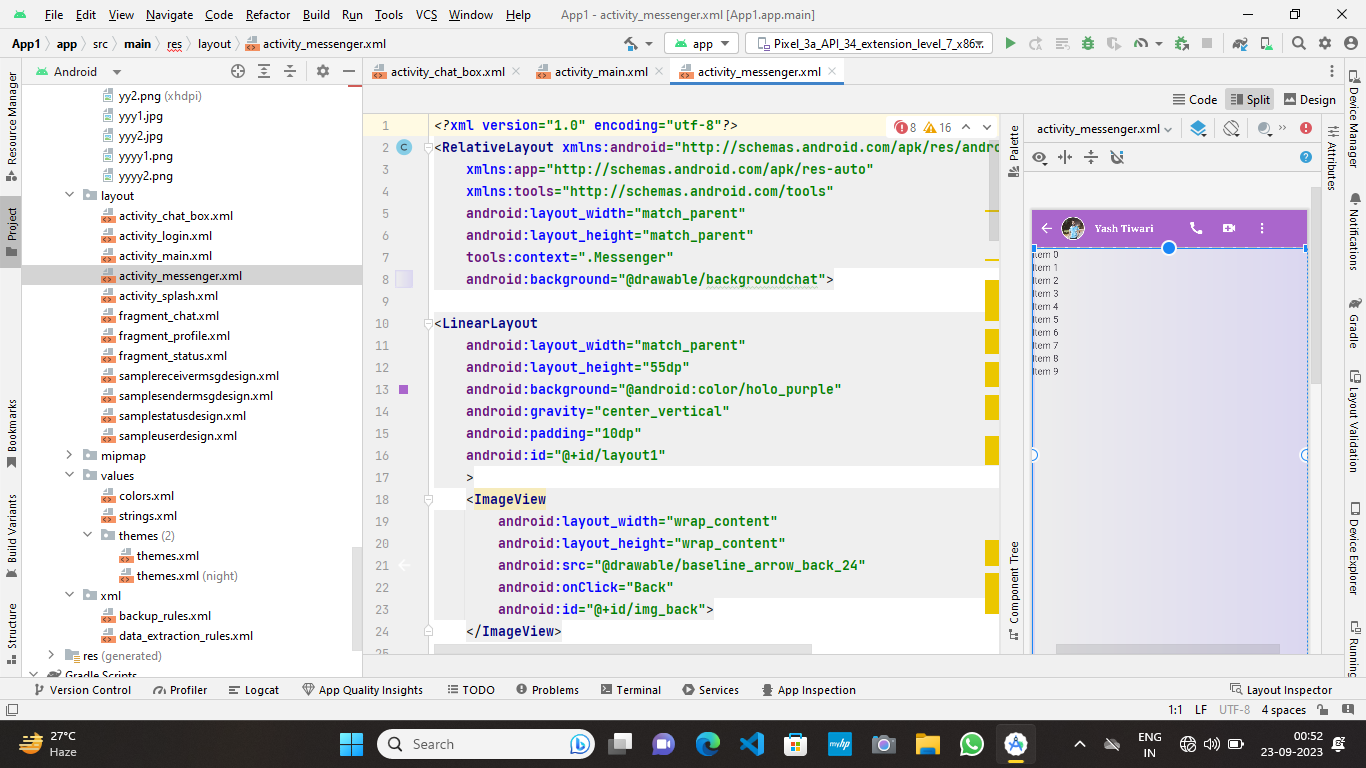 File Edit View Navigate Code Refactor Build Run Tools VCS Window Help App1 - activity_messenger.xml [App1.app.main]
App1 app src main res layout activity_messenger.xml app Pixel_3a_API_34_extension_level_7_x86...
Android
activity_chat_box.xml activity_main.xml activity_messenger.xml
Code Split Design
Resource Manager
Project
Bookmarks
Build Variants
Structure
yy2.png (xhdpi)
yyy1.jpg
yyy2.jpg
yyyy1.png
yyyy2.png
layout
activity_chat_box.xml
activity_login.xml
activity_main.xml
activity_messenger.xml
activity_splash.xml
fragment_chat.xml
fragment_profile.xml
fragment_status.xml
samplereceivermsgdesign.xml
samplesendermsgdesign.xml
samplestatusdesign.xml
sampleuserdesign.xml
mipmap
values
colors.xml
strings.xml
themes (2)
themes.xml
themes.xml (night)
xml
backup_rules.xml
data_extraction_rules.xml
res (generated)
Gradle Scripts
8 16
1 <?xml version="1.0" encoding="utf-8"?>
2 <RelativeLayout xmlns:android="http://schemas.android.com/apk/res/andro
3 xmlns:app="http://schemas.android.com/apk/res-auto"
4 xmlns:tools="http://schemas.android.com/tools"
5 android:layout_width="match_parent"
6 android:layout_height="match_parent"
7 tools:context=".Messenger"
8 android:background="@drawable/backgroundchat">
9
10 <LinearLayout
11 android:layout_width="match_parent"
12 android:layout_height="55dp"
13 android:background="@android:color/holo_purple"
14 android:gravity="center_vertical"
15 android:padding="10dp"
16 android:id="@+id/layout1"
17 >
18 <ImageView
19 android:layout_width="wrap_content"
20 android:layout_height="wrap_content"
21 android:src="@drawable/baseline_arrow_back_24"
22 android:onClick="Back"
23 android:id="@+id/img_back">
24 </ImageView>
25
Palette
Component Tree
activity_messenger.xml
Yash Tiwari
Item 0
Item 1
Item 2
Item 3
Item 4
Item 5
Item 6
Item 7
Item 8
Item 9
Attributes
Device Manager
Notifications
Gradle
Layout Validation
Device Explorer
Running
Version Control Profiler Logcat App Quality Insights TODO Problems Terminal Services App Inspection Layout Inspector
1:1 LF UTF-8 4 spaces
27°C
Haze
Search
ENG
IN
00:52
23-09-2023